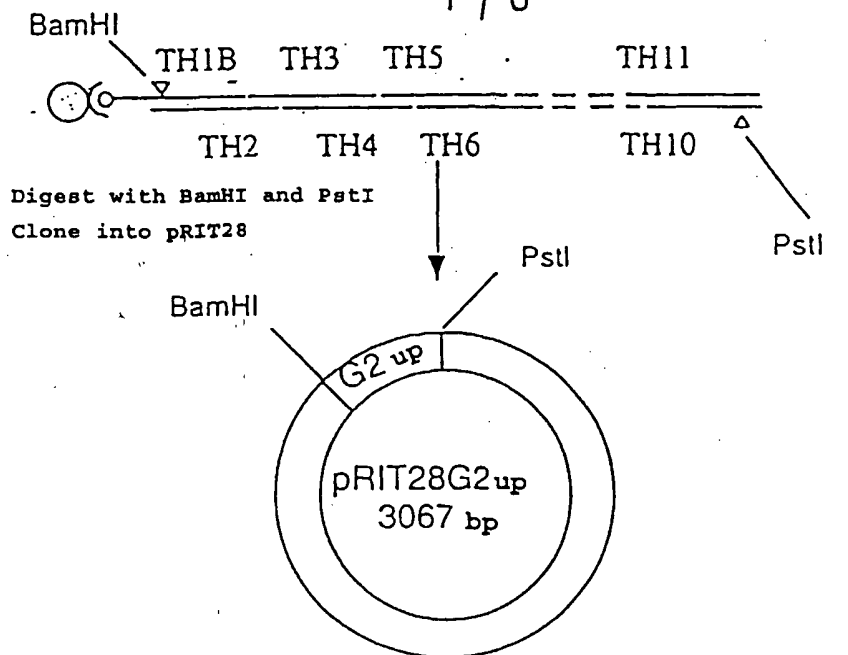 BamHI
TH1B TH3 TH5 TH11
TH2 TH4 TH6 TH10
Digest with BamHI and PstI
Clone into pRIT28
PstI
PstI
BamHI
G2 up
pRIT28G2up
3067 bp